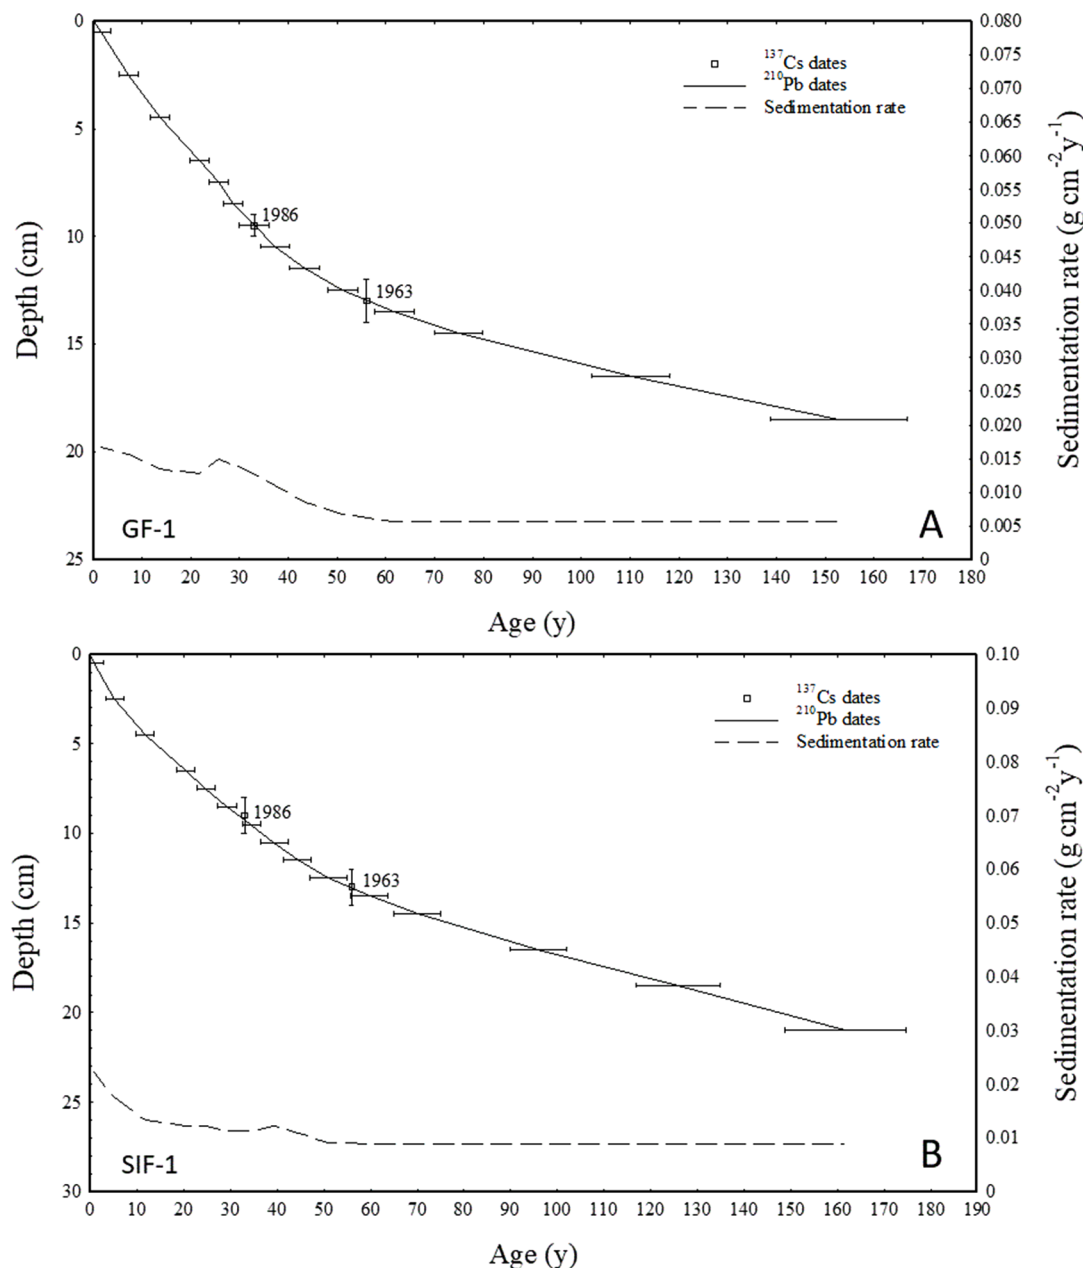 0
5
10
15
20
25
Depth (cm)
0.080
0.075
0.070
0.065
0.060
0.055
0.050
0.045
0.040
0.035
0.030
0.025
0.020
0.015
0.010
0.005
0
Sedimentation rate (g cm⁻²y⁻¹)
¹³⁷Cs dates
²¹⁰Pb dates
Sedimentation rate
1986
1963
GF-1
A
0 10 20 30 40 50 60 70 80 90 100 110 120 130 140 150 160 170 180
Age (y)
0
5
10
15
20
25
30
Depth (cm)
0.10
0.09
0.08
0.07
0.06
0.05
0.04
0.03
0.02
0.01
0
Sedimentation rate (g cm⁻²y⁻¹)
¹³⁷Cs dates
²¹⁰Pb dates
Sedimentation rate
1986
1963
SIF-1
B
0 10 20 30 40 50 60 70 80 90 100 110 120 130 140 150 160 170 180 190
Age (y)